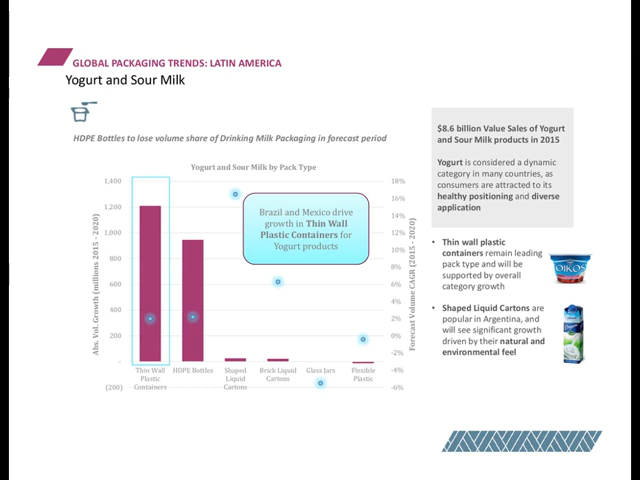 GLOBAL PACKAGING TRENDS: LATIN AMERICA
Yogurt and Sour Milk
HDPE Bottles to lose volume share of Drinking Milk Packaging in forecast period
Yogurt and Sour Milk by Pack Type
Abs. Vol. Growth (millions 2015 - 2020)
1,400
1,200
1,000
800
600
400
200
-
(200)
Brazil and Mexico drive
growth in Thin Wall
Plastic Containers for
Yogurt products
18%
16%
14%
12%
10%
8%
6%
4%
2%
0%
-2%
-4%
-6%
Forecast Volume CAGR (2015 - 2020)
Thin Wall
Plastic
Containers
HDPE Bottles
Shaped
Liquid
Cartons
Brick Liquid
Cartons
Glass Jars
Flexible
Plastic
$8.6 billion Value Sales of Yogurt
and Sour Milk products in 2015
Yogurt is considered a dynamic
category in many countries, as
consumers are attracted to its
healthy positioning and diverse
application
• Thin wall plastic
containers remain leading
pack type and will be
supported by overall
category growth
OIKOS
• Shaped Liquid Cartons are
popular in Argentina, and
will see significant growth
driven by their natural and
environmental feel